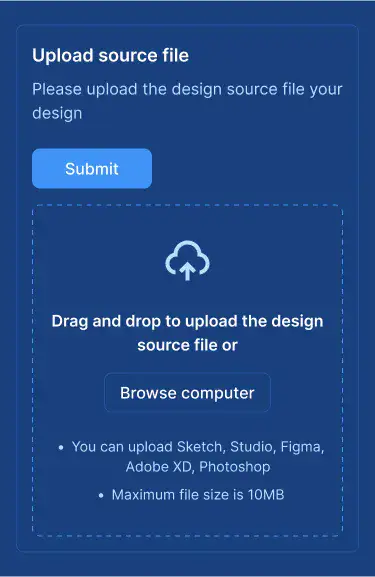 Upload source file
Please upload the design source file your
design
Submit
Drag and drop to upload the design
source file or
Browse computer
• You can upload Sketch, Studio, Figma,
Adobe XD, Photoshop
• Maximum file size is 10MB